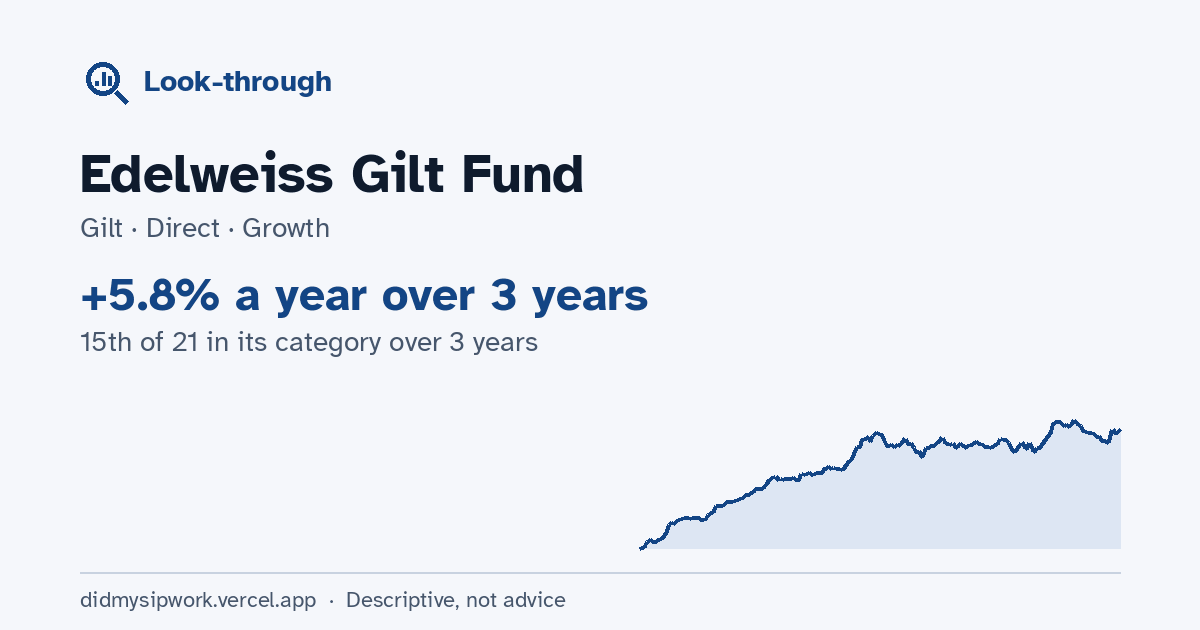 Look-through
Edelweiss Gilt Fund
Gilt · Direct · Growth
+5.8% a year over 3 years
15th of 21 in its category over 3 years
didmysipwork.vercel.app · Descriptive, not advice